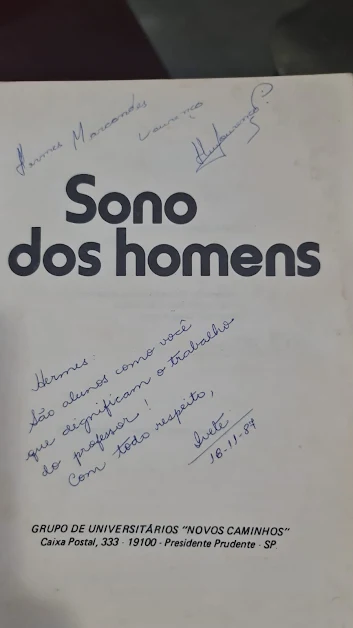 Hermes Marcondes Lourenço
Sono
dos homens
Hermes:
São alunos como você
que dignificam o trabalho
do professor!
Com todo respeito,
Ivete
16-11-87
GRUPO DE UNIVERSITÁRIOS "NOVOS CAMINHOS"
Caixa Postal, 333 - 19100 - Presidente Prudente - SP.